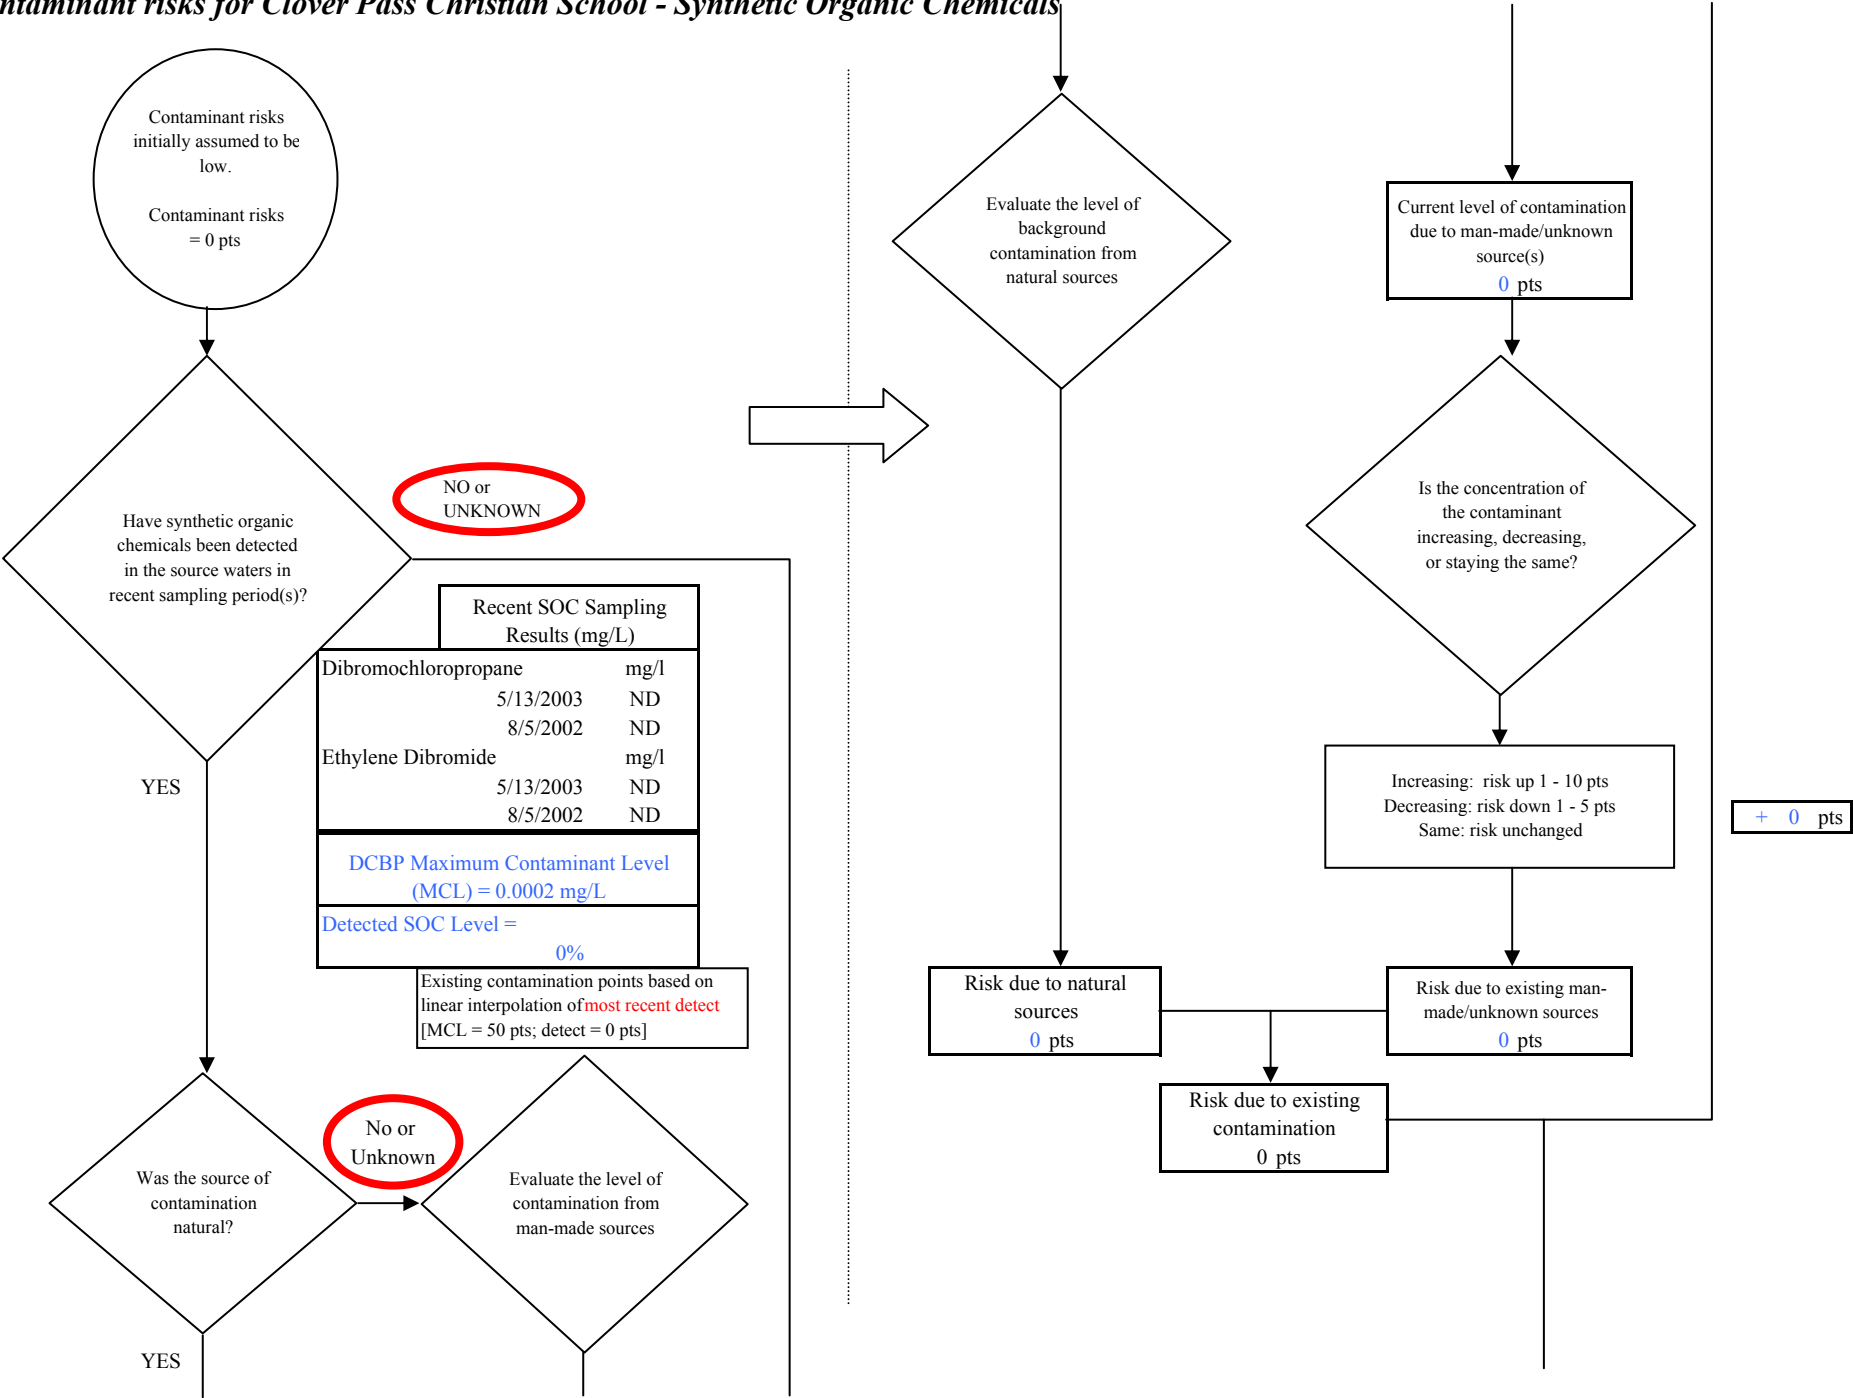 ntaminant risks for Clover Pass Christian School - Synthetic Organic Chemicals
Contaminant risks
initially assumed to be
low.
Contaminant risks
= 0 pts
Have synthetic organic
chemicals been detected
in the source waters in
recent sampling period(s)?
NO or
UNKNOWN
YES
Recent SOC Sampling
Results (mg/L)
Dibromochloropropane mg/l
5/13/2003 ND
8/5/2002 ND
Ethylene Dibromide mg/l
5/13/2003 ND
8/5/2002 ND
DCBP Maximum Contaminant Level
(MCL) = 0.0002 mg/L
Detected SOC Level =
0%
Existing contamination points based on
linear interpolation of most recent detect
[MCL = 50 pts; detect = 0 pts]
Was the source of
contamination
natural?
No or
Unknown
YES
Evaluate the level of
contamination from
man-made sources
Evaluate the level of
background
contamination from
natural sources
Current level of contamination
due to man-made/unknown
source(s)
0 pts
Is the concentration of
the contaminant
increasing, decreasing,
or staying the same?
Increasing: risk up 1 - 10 pts
Decreasing: risk down 1 - 5 pts
Same: risk unchanged
+ 0 pts
Risk due to natural
sources
0 pts
Risk due to existing man-
made/unknown sources
0 pts
Risk due to existing
contamination
0 pts